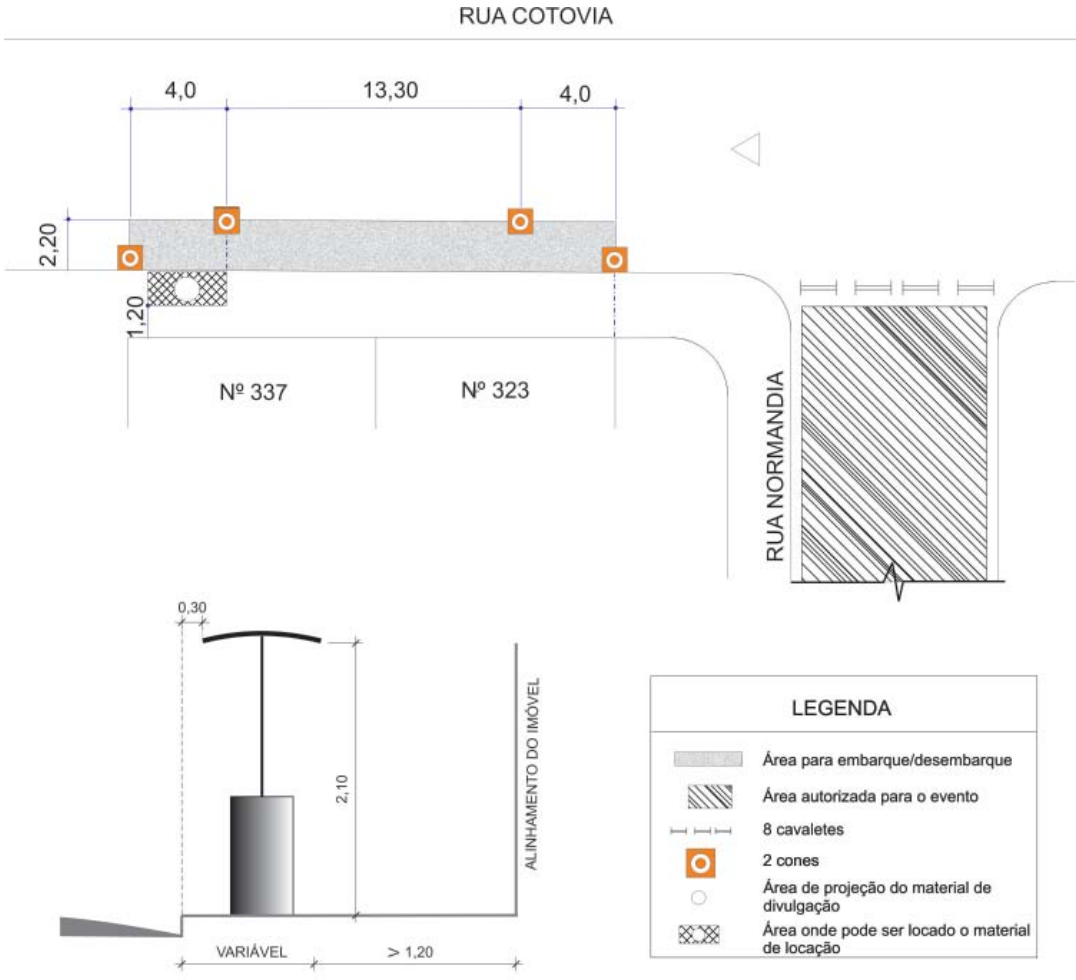 RUA COTOVIA
4,0
13,30
4,0
2,20
1,20
Nº 337
Nº 323
RUA NORMANDIA
0,30
2,10
ALINHAMENTO DO IMÓVEL
VARIÁVEL
> 1,20
LEGENDA
Área para embarque/desembarque
Área autorizada para o evento
8 cavaletes
2 cones
Área de projeção do material de
divulgação
Área onde pode ser locado o material
de locação